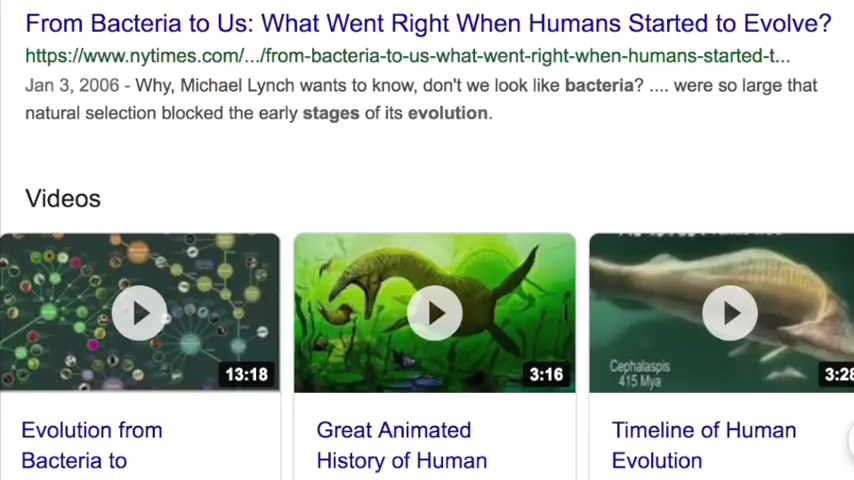 From Bacteria to Us: What Went Right When Humans Started to Evolve?
https://www.nytimes.com/.../from-bacteria-to-us-what-went-right-when-humans-started-t...
Jan 3, 2006 - Why, Michael Lynch wants to know, don't we look like bacteria? .... were so large that
natural selection blocked the early stages of its evolution.
Videos
13:18
3:16
Cephalaspis
415 Mya
3:28
Evolution from
Bacteria to
Great Animated
History of Human
Timeline of Human
Evolution